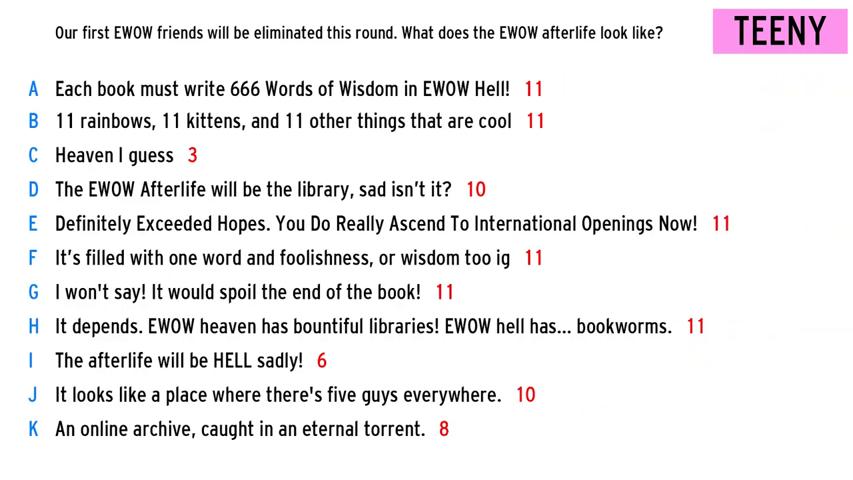 Our first EWOW friends will be eliminated this round. What does the EWOW afterlife look like?
TEENY
A Each book must write 666 Words of Wisdom in EWOW Hell! 11
B 11 rainbows, 11 kittens, and 11 other things that are cool 11
C Heaven I guess 3
D The EWOW Afterlife will be the library, sad isn't it? 10
E Definitely Exceeded Hopes. You Do Really Ascend To International Openings Now! 11
F It's filled with one word and foolishness, or wisdom too ig 11
G I won't say! It would spoil the end of the book! 11
H It depends. EWOW heaven has bountiful libraries! EWOW hell has... bookworms. 11
I The afterlife will be HELL sadly! 6
J It looks like a place where there's five guys everywhere. 10
K An online archive, caught in an eternal torrent. 8